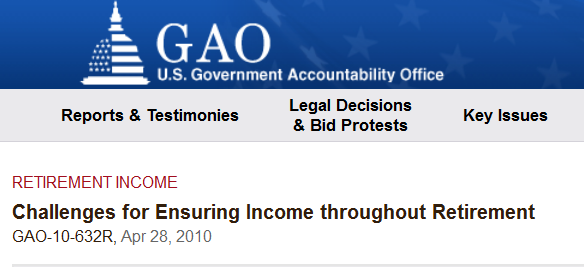 GAO
U.S. Government Accountability Office
Reports & Testimonies
Legal Decisions
& Bid Protests
Key Issues
RETIREMENT INCOME
Challenges for Ensuring Income throughout Retirement
GAO-10-632R, Apr 28, 2010